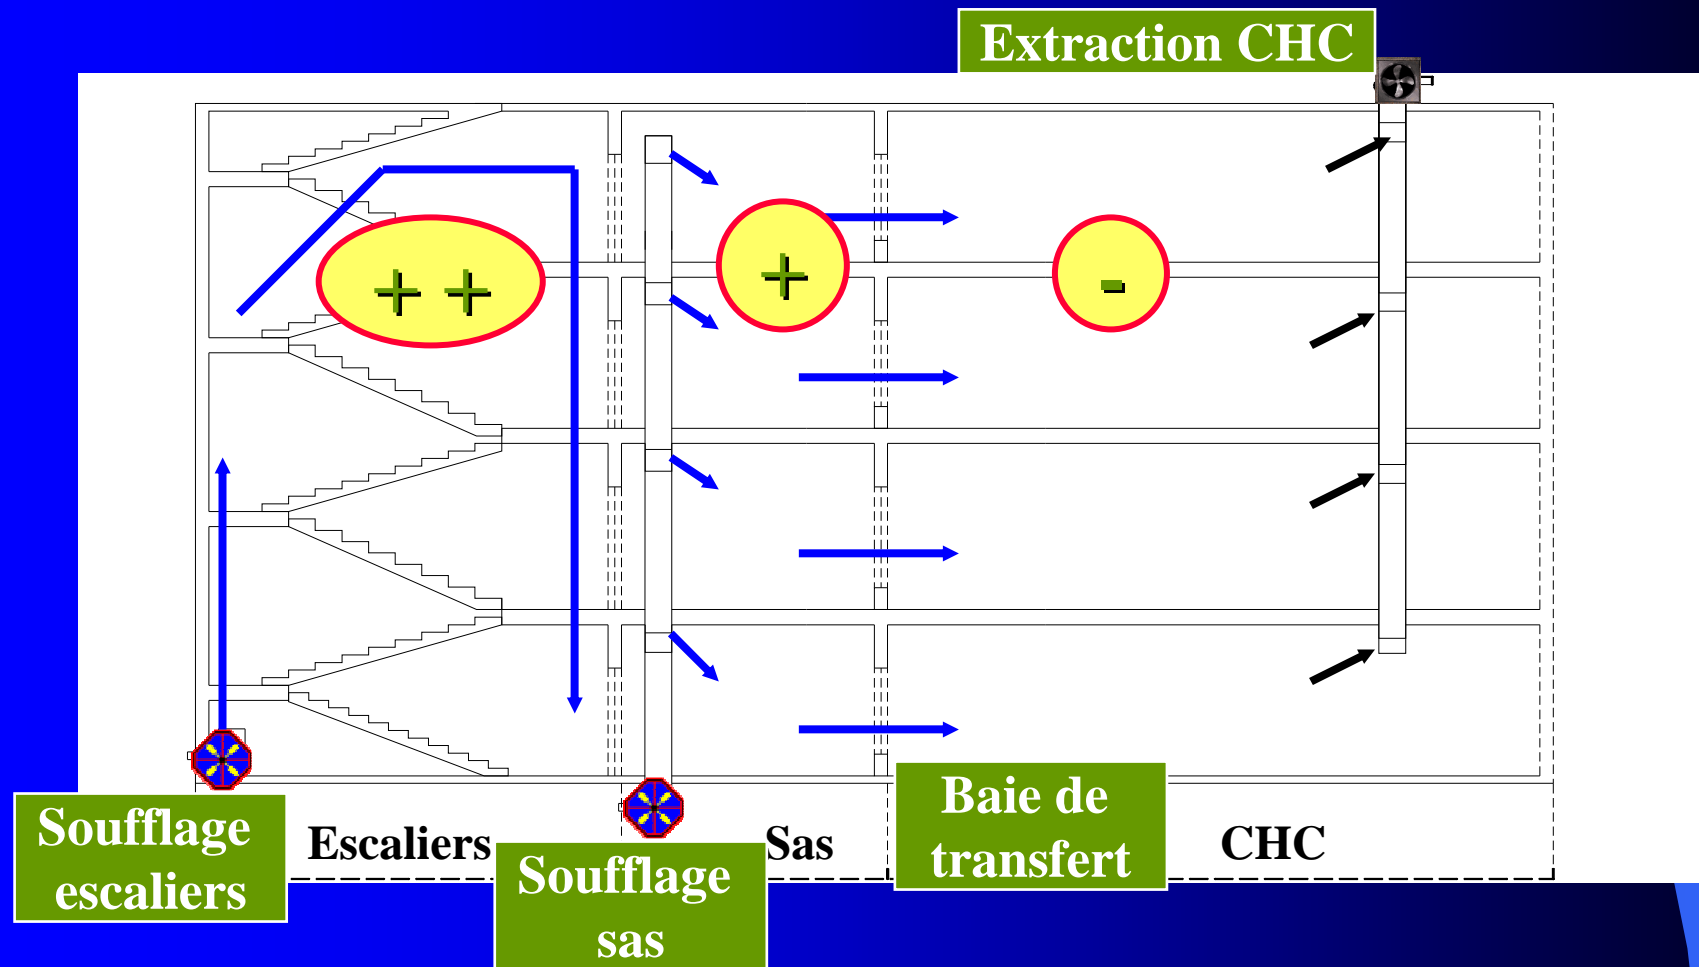 Extraction CHC
+ +
+
-
Soufflage
escaliers
Escaliers
Soufflage
sas
Sas
Baie de
transfert
CHC